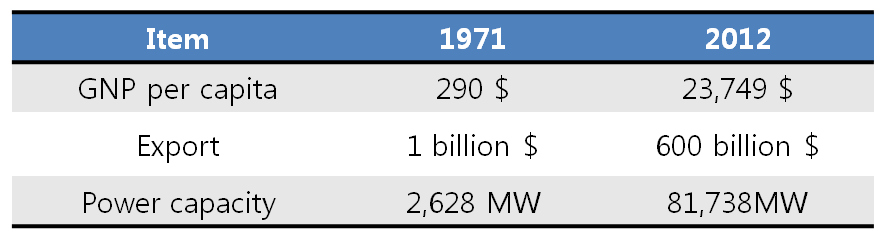 Item 1971 2012
GNP per capita 290 $ 23,749 $
Export 1 billion $ 600 billion $
Power capacity 2,628 MW 81,738MW